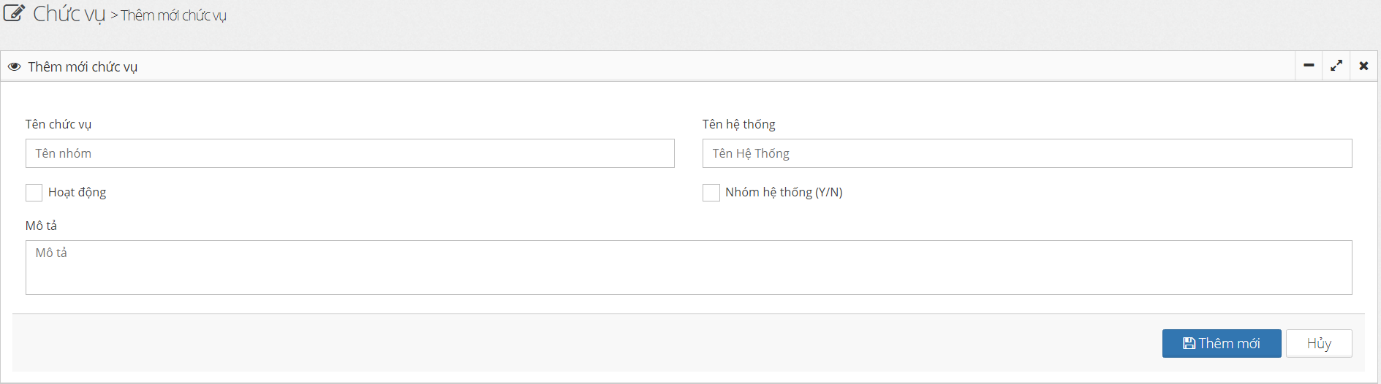 Chức vụ > Thêm mới chức vụ
Thêm mới chức vụ
Tên chức vụ
Tên hệ thống
Tên nhóm
Tên Hệ Thống
Hoạt động
Nhóm hệ thống (Y/N)
Mô tả
Mô tả
Thêm mới
Hủy